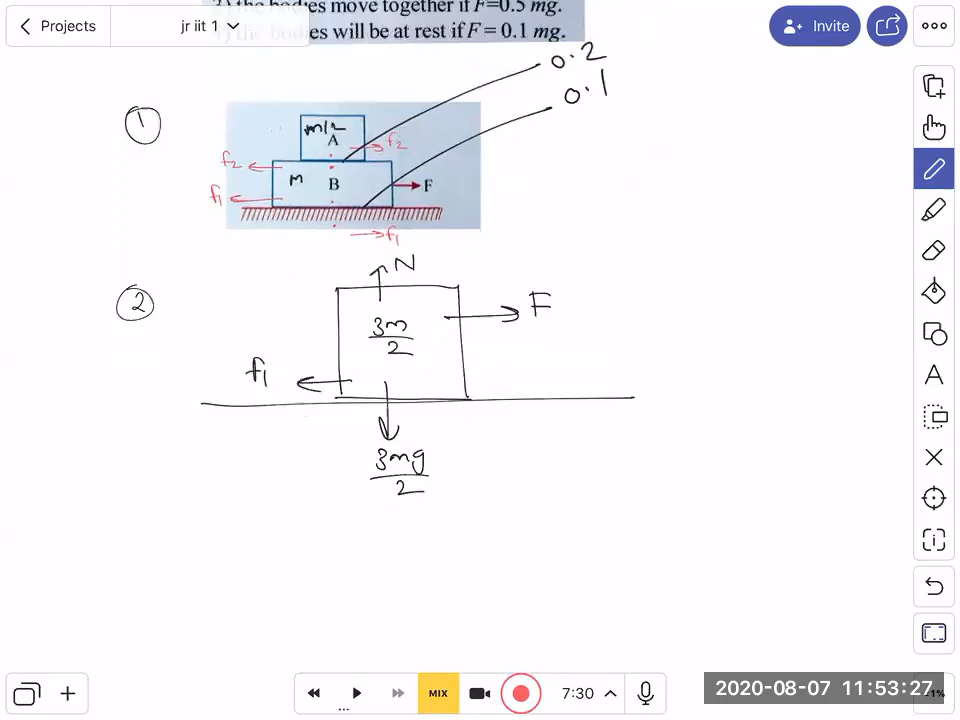 Projects
jr iit 1
Invite
3) the bodies move together if F=0.5 mg.
4) the bodies will be at rest if F = 0.1 mg.
0.2
0.1
1
m/2
A
f2
f2
m
B
F
f1
f1
N
2
3m/2
F
f1
3mg/2
A
MIX
7:30
2020-08-07 11:53:27